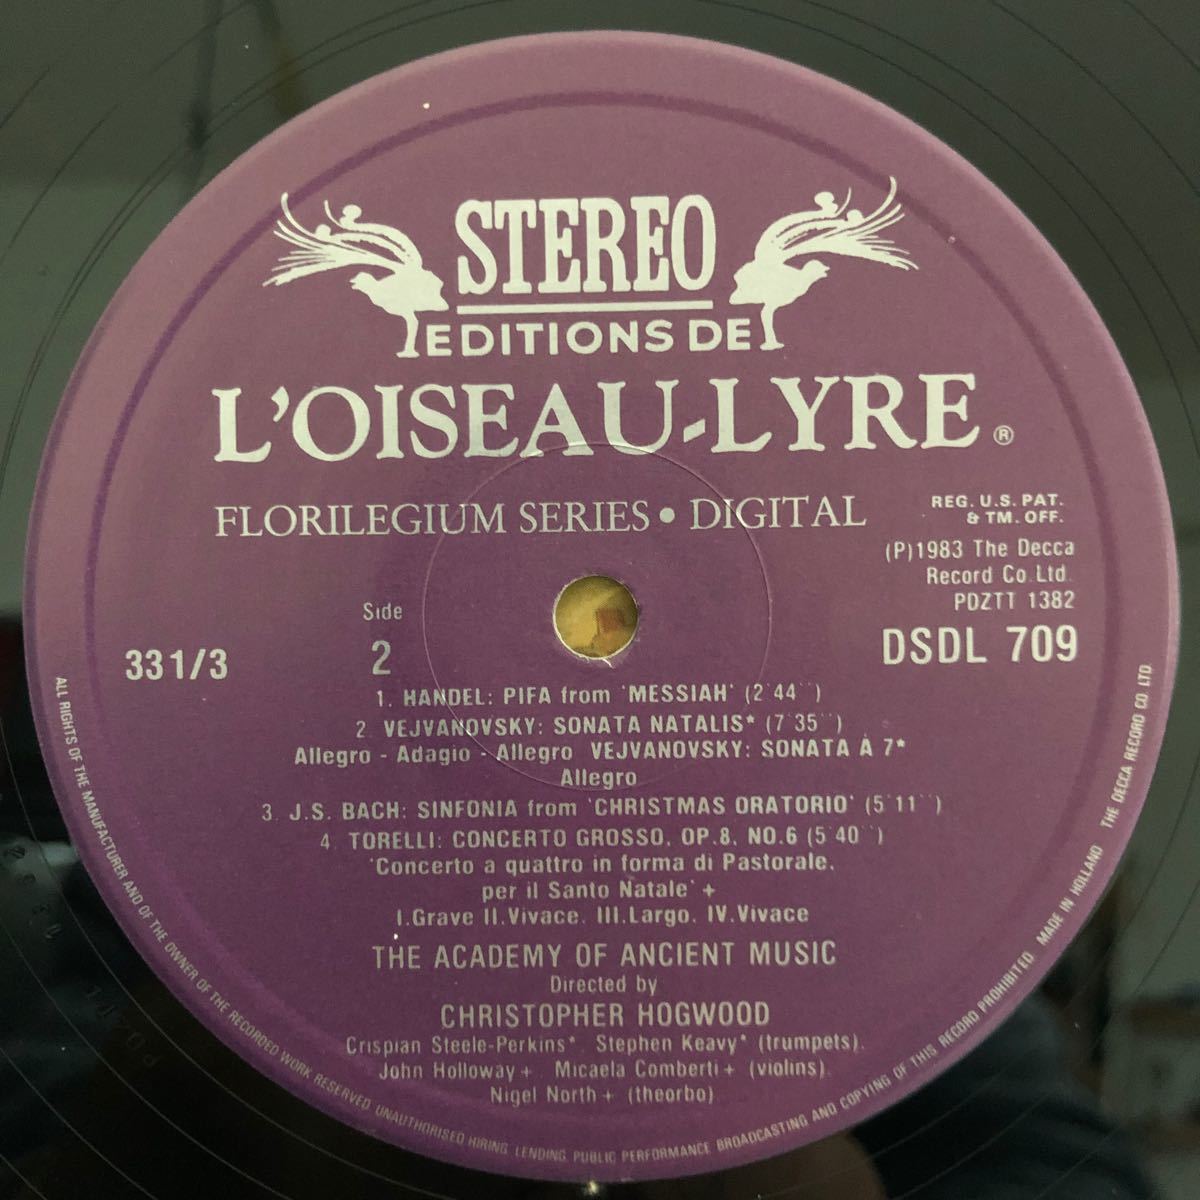 STEREO
EDITIONS DE
L'OISEAU-LYRE ®
FLORILEGIUM SERIES • DIGITAL
REG. U.S. PAT.
& TM. OFF.
(P)1983 The Decca
Record Co. Ltd.
PDZTT 1382
DSDL 709
Side
2
33 1/3
1. HANDEL: PIFA from 'MESSIAH' (2'44'')
2. VEJVANOVSKY: SONATA NATALIS* (7'35'')
Allegro - Adagio - Allegro VEJVANOVSKY: SONATA A 7*
Allegro
3. J.S. BACH: SINFONIA from 'CHRISTMAS ORATORIO' (5'11'')
4. TORELLI: CONCERTO GROSSO, OP.8, NO.6 (5'40'')
'Concerto a quattro in forma di Pastorale,
per il Santo Natale' +
I.Grave II.Vivace. III.Largo. IV.Vivace
THE ACADEMY OF ANCIENT MUSIC
Directed by
CHRISTOPHER HOGWOOD
Crispian Steele-Perkins*, Stephen Keavy* (trumpets),
John Holloway+ Micaela Comberti+ (violins),
Nigel North+ (theorbo)
ALL RIGHTS OF THE MANUFACTURER AND OF THE OWNER OF THE RECORDED WORK RESERVED UNAUTHORISED HIRING, LENDING, PUBLIC PERFORMANCE BROADCASTING AND COPYING OF THIS RECORD PROHIBITED MADE IN HOLLAND THE DECCA RECORD CO LTD.